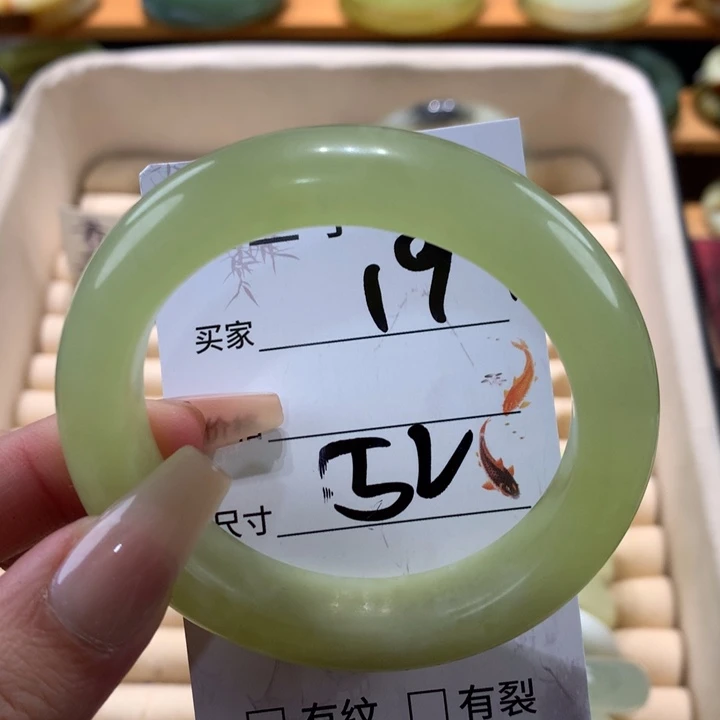 买家 19
尺寸 52
□有纹 □有裂